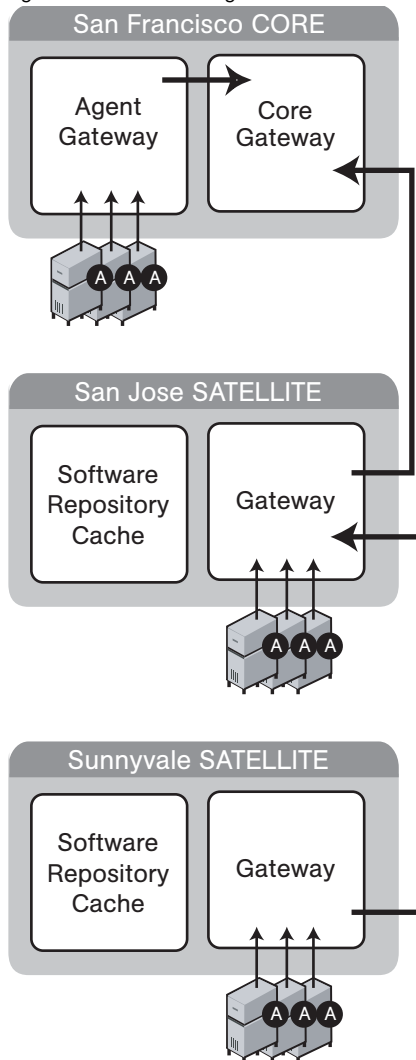 San Francisco CORE
Agent
Gateway
Core
Gateway
A A A
San Jose SATELLITE
Software
Repository
Cache
Gateway
A A A
Sunnyvale SATELLITE
Software
Repository
Cache
Gateway
A A A